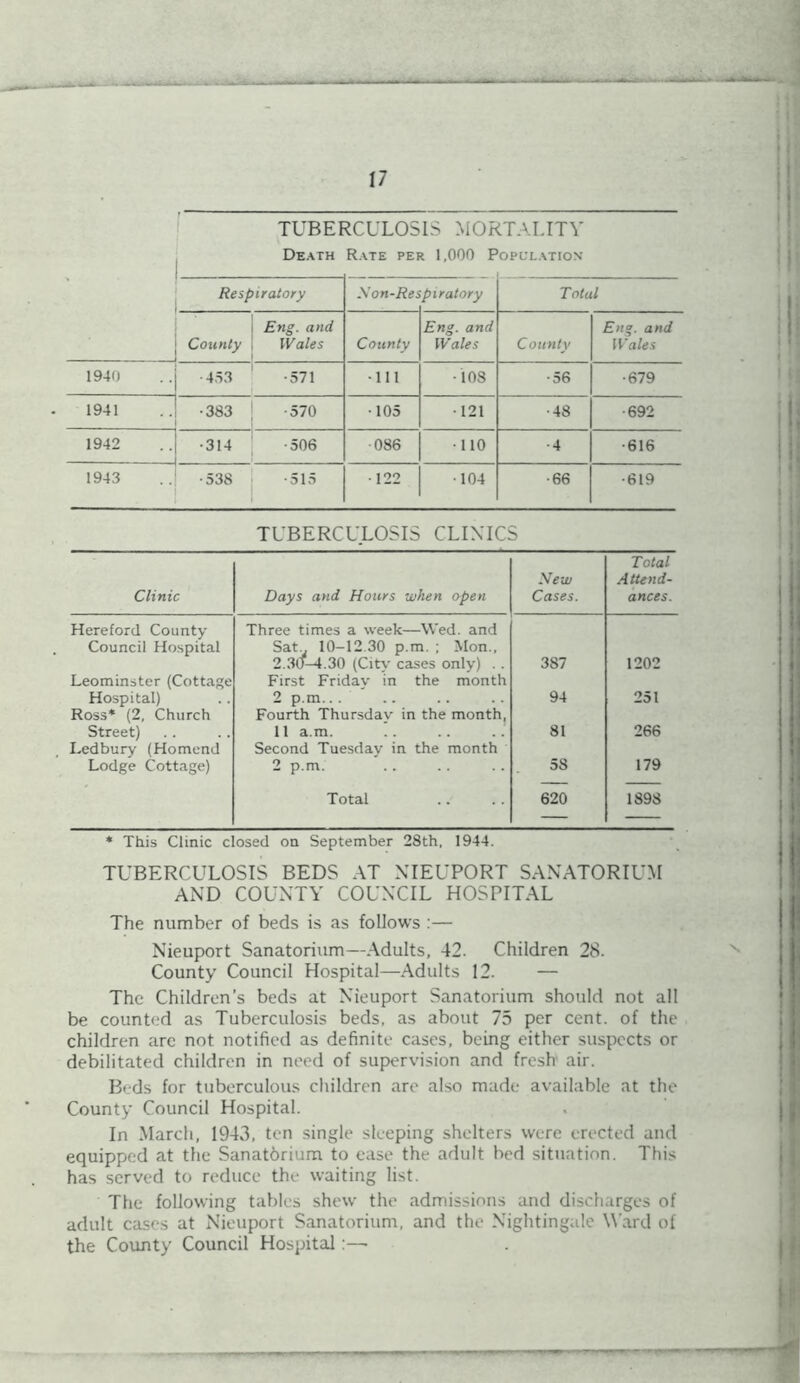 17
TUBERCULOSIS MORTALITY
DEATH RATE PER 1,000 POPULATION
Respiratory Non-Respiratory Total
County Eng. and Wales County Eng. and Wales County Eng. and Wales
1940 .. ·453 ·571 ·111 ·108 ·56 ·679
1941 .. ·383 ·570 ·105 ·121 ·48 ·692
1942 .. ·314 ·506 ·086 ·110 ·4 ·616
1943 .. ·538 ·515 ·122 ·104 ·66 ·619
TUBERCULOSIS CLINICS
Clinic Days and Hours when open New Cases. Total Attend-ances.
Hereford County Three times a week—Wed. and
Council Hospital Sat., 10-12.30 p.m. ; Mon.,
2.30-4.30 (City cases only) .. 387 1202
Leominster (Cottage First Friday in the month
Hospital) .. 2 p.m... .. .. .. 94 251
Ross* (2, Church Fourth Thursday in the month,
Street) .. .. 11 a.m. .. .. .. 81 266
Ledbury (Homend Second Tuesday in the month
Lodge Cottage) 2 p.m. .. .. .. 58 179
Total .. .. 620 1898
* This Clinic closed on September 28th, 1944.
TUBERCULOSIS BEDS AT NIEUPORT SANATORIUM
AND COUNTY COUNCIL HOSPITAL
The number of beds is as follows :—
Nieuport Sanatorium—Adults, 42. Children 28.
County Council Hospital—Adults 12. —
The Children's beds at Nieuport Sanatorium should not all
be counted as Tuberculosis beds, as about 75 per cent. of the
children are not notified as definite cases, being either suspects or
debilitated children in need of supervision and fresh air.
Beds for tuberculous children are also made available at the
County Council Hospital.
In March, 1943, ten single sleeping shelters were erected and
equipped at the Sanatorium to ease the adult bed situation. This
has served to reduce the waiting list.
The following tables shew the admissions and discharges of
adult cases at Nieuport Sanatorium, and the Nightingale Ward of
the County Council Hospital :—